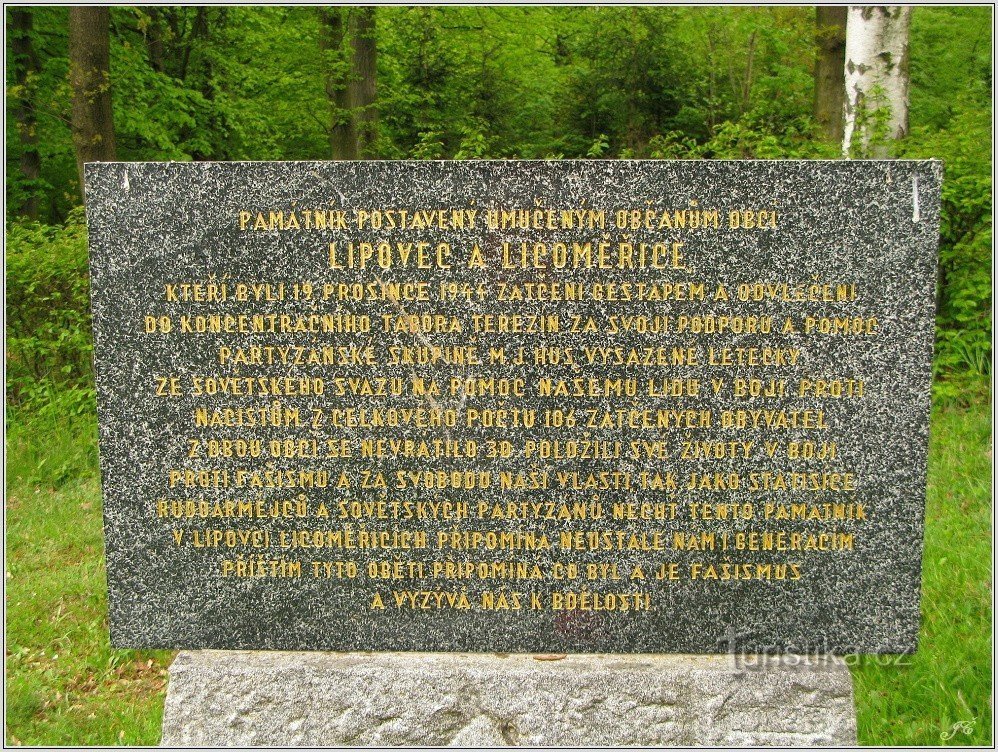 PAMÁTNÍK POSTAVENÝ UMUČENÝM OBČANŮM OBCÍ
LIPOVEC A LICOMĚŘICE
KTEŘÍ BYLI 19. PROSINCE 1944 ZATČENI GESTAPEM A ODVLEČENI
DO KONCENTRAČNÍHO TÁBORA TEREZÍN ZA SVOJI PODPORU A POMOC
PARTYZÁNSKÉ SKUPINĚ M.J. HUS VYSAZENÉ LETECKY
ZE SOVĚTSKÉHO SVAZU NA POMOC NAŠEMU LIDU V BOJI PROTI
NACISTŮM. Z CELKOVÉHO POČTU 106 ZATČENÝCH OBYVATEL
Z OBOU OBCÍ SE NEVRÁTILO 30. POLOŽILI SVÉ ŽIVOTY V BOJI
PROTI FAŠISMU A ZA SVOBODU NAŠÍ VLASTI TAK JAKO STATISÍCE
RUDOARMĚJCŮ A SOVĚTSKÝCH PARTYZÁNŮ. NECHŤ TENTO PAMÁTNÍK
V LIPOVCI LICOMĚŘICÍCH PŘIPOMÍNÁ NEUSTÁLE NÁM I GENERACÍM
PŘÍŠTÍM TYTO OBĚTI, PŘIPOMÍNÁ CO BYL A JE FAŠISMUS
A VYZÝVÁ NÁS K BDĚLOSTI
Turistika.cz